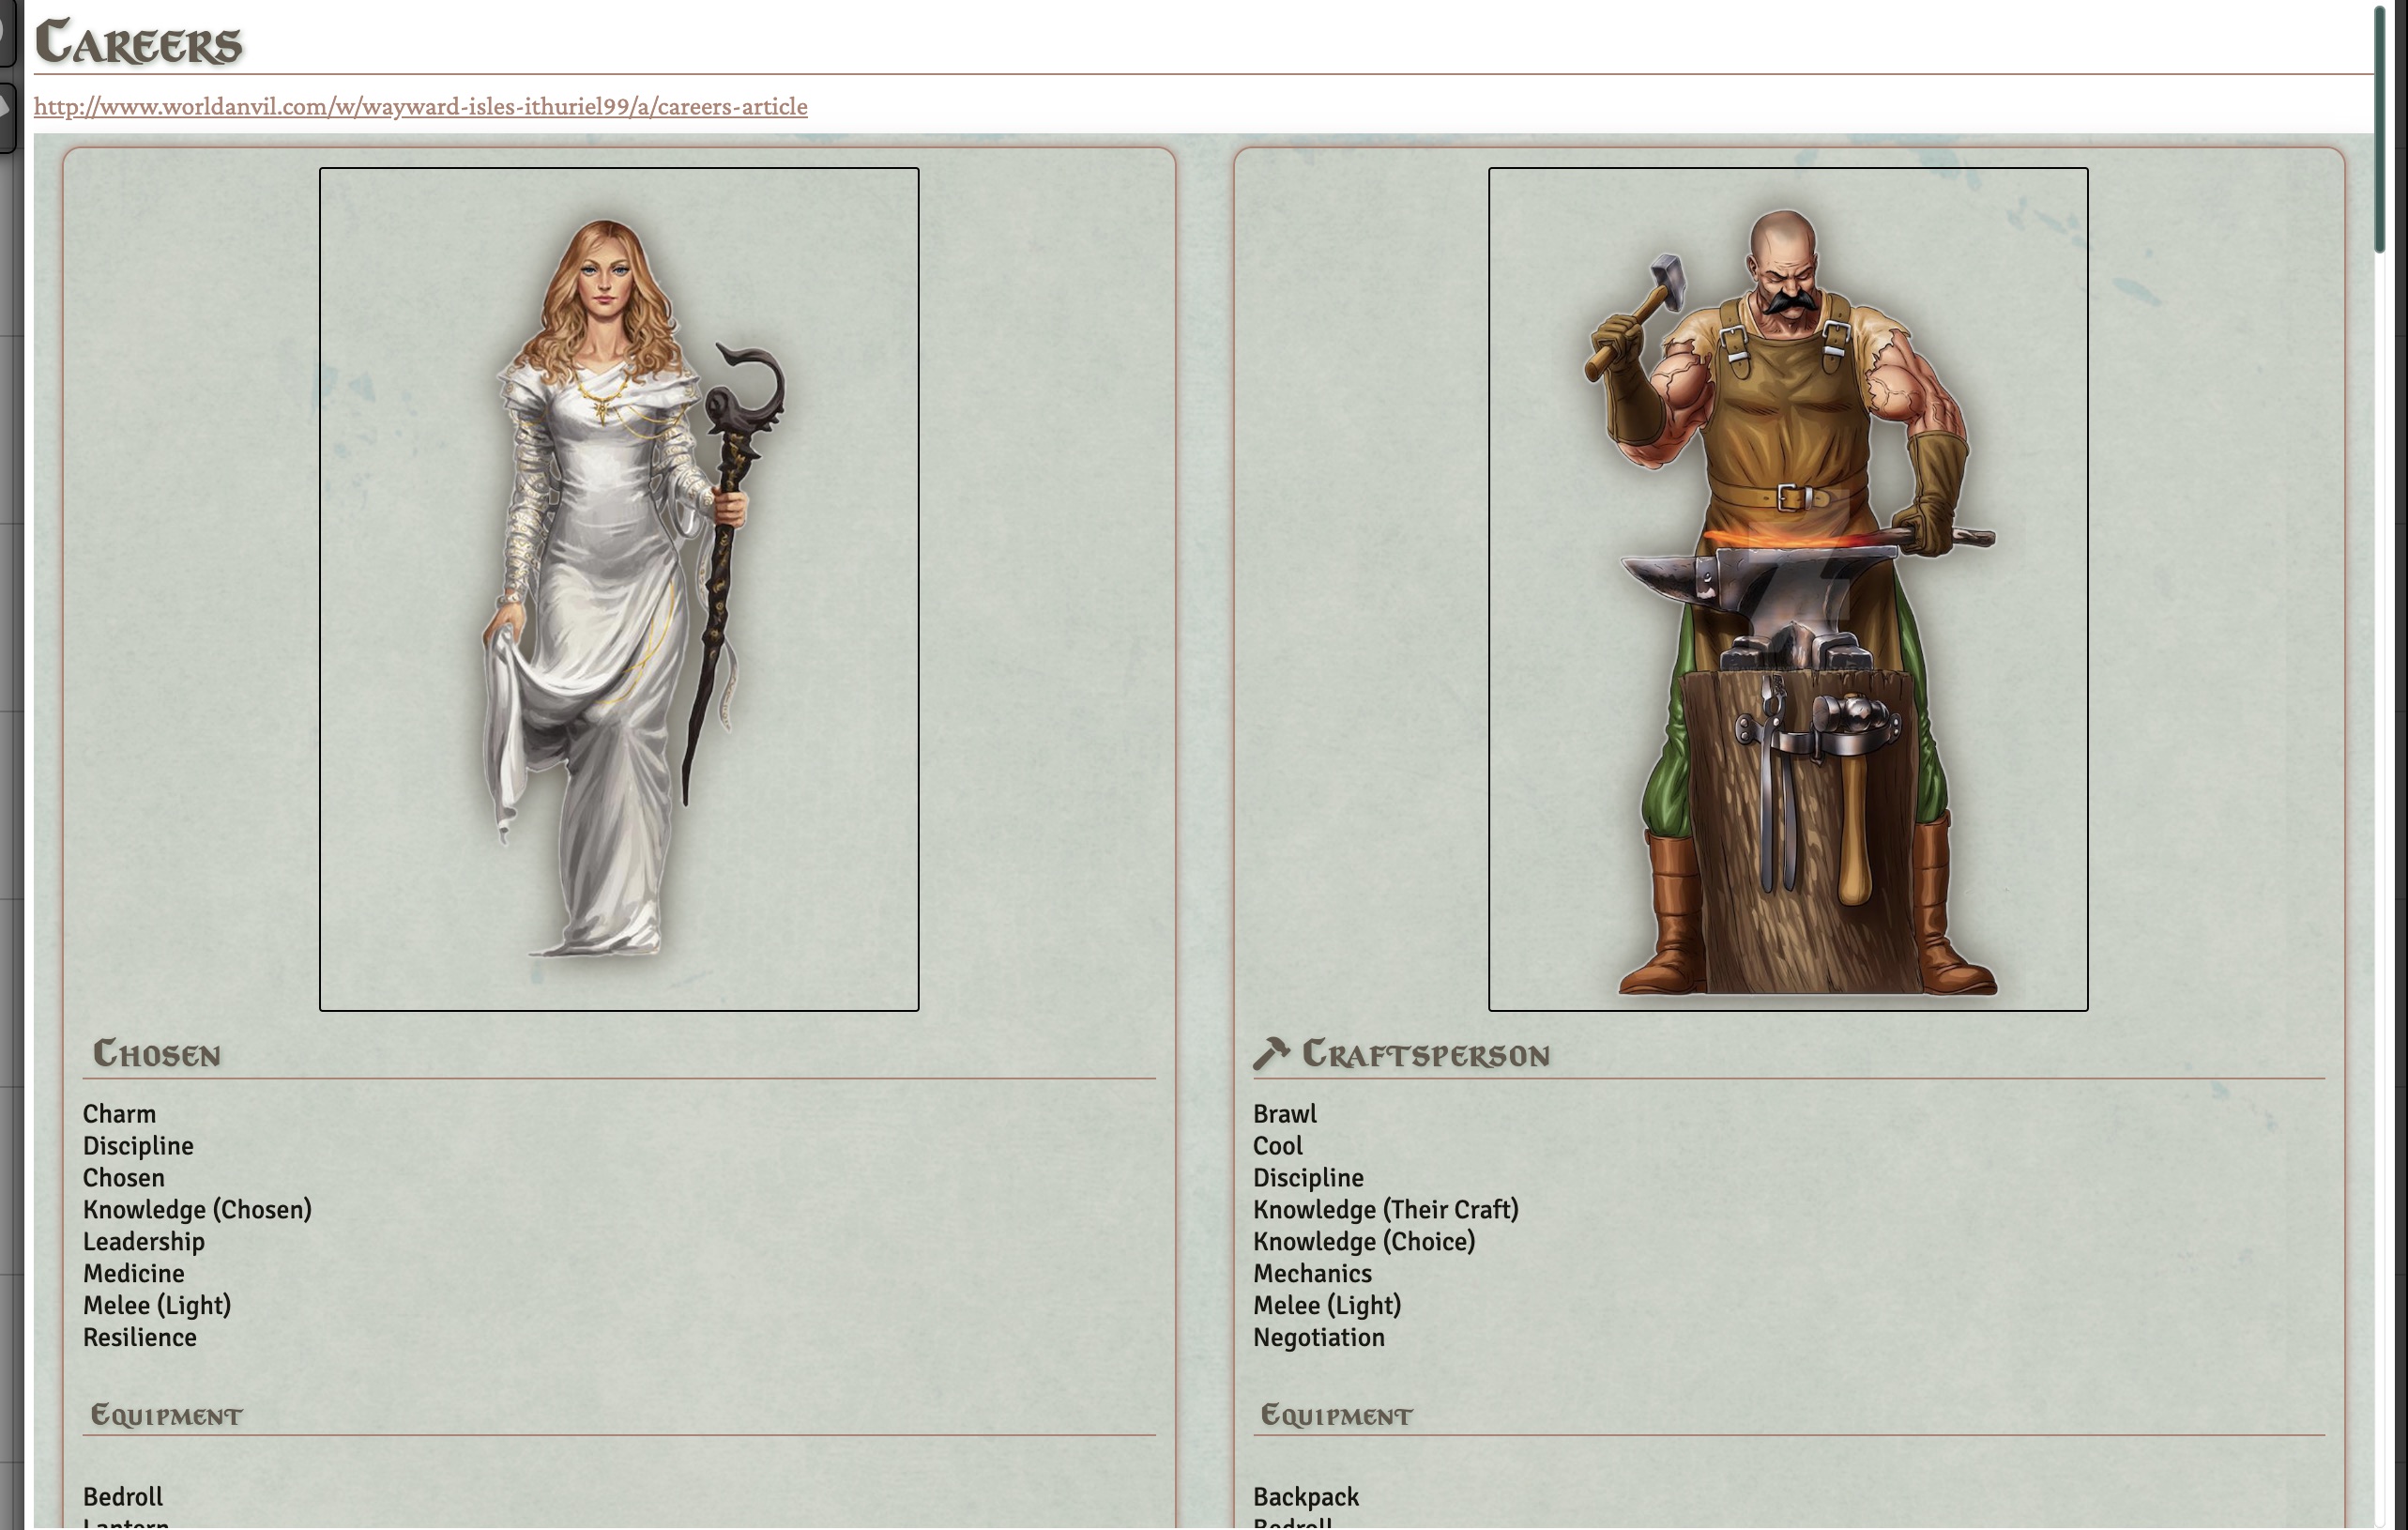 Careers
http://www.worldanvil.com/w/wayward-isles-ithuriel99/a/careers-article
Chosen
Charm
Discipline
Chosen
Knowledge (Chosen)
Leadership
Medicine
Melee (Light)
Resilience
Equipment
Bedroll
Lantern
Craftsperson
Brawl
Cool
Discipline
Knowledge (Their Craft)
Knowledge (Choice)
Mechanics
Melee (Light)
Negotiation
Equipment
Backpack
Bedroll